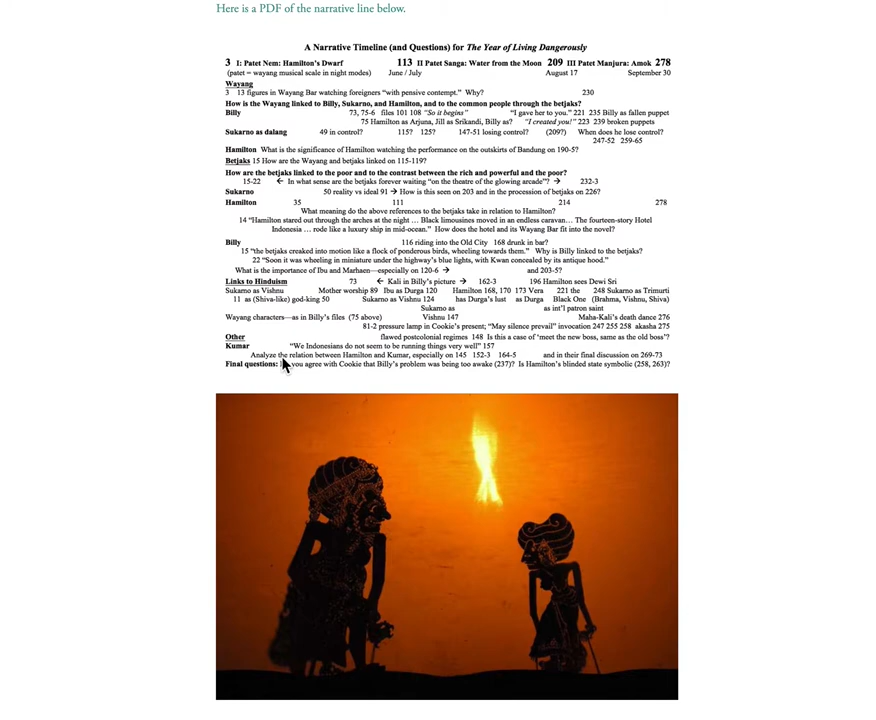 Here is a PDF of the narrative line below.
A Narrative Timeline (and Questions) for The Year of Living Dangerously
3 1: Patet Nem: Hamilton's Dwarf 113 II Patet Sanga: Water from the Moon 209 III Patet Manjura: Amok 278
(patet = wayang musical scale in night modes) June / July August 17 September 30
Wayang
3 13 figures in Wayang Bar watching foreigners "with pensive contempt." Why? 230
How is the Wayang linked to Billy, Sukarno, and Hamilton, and to the common people through the betjaks?
Billy 73, 75-6 files 101 108 "So it begins" "I gave her to you." 221 235 Billy as fallen puppet
75 Hamilton as Arjuna, Jill as Srikandi, Billy as? "I created you!" 223 239 broken puppets
Sukarno as dalang 49 in control? 115? 125? 147-51 losing control? (209?) When does he lose control?
247-52 259-65
Hamilton What is the significance of Hamilton watching the performance on the outskirts of Bandung on 190-5?
Betjaks 15 How are the Wayang and betjaks linked on 115-119?
How are the betjaks linked to the poor and to the contrast between the rich and powerful and the poor?
15-22 ← In what sense are the betjaks forever waiting "on the theatre of the glowing arcade"? → 232-3
Sukarno 50 reality vs ideal 91 → How is this seen on 203 and in the procession of betjaks on 226?
Hamilton 35 111 214 278
What meaning do the above references to the betjaks take in relation to Hamilton?
14 "Hamilton stared out through the arches at the night … Black limousines moved in an endless caravan… The fourteen-story Hotel
Indonesia … rode like a luxury ship in mid-ocean." How does the hotel and its Wayang Bar fit into the novel?
Billy 116 riding into the Old City 168 drunk in bar?
15 "the betjaks creaked into motion like a flock of ponderous birds, wheeling towards them." Why is Billy linked to the betjaks?
22 "Soon it was wheeling in miniature under the highway's blue lights, with Kwan concealed by its antique hood."
What is the importance of Ibu and Marhaen—especially on 120-6 → and 203-5?
Links to Hinduism 73 ← Kali in Billy's picture → 162-3 196 Hamilton sees Dewi Sri
Sukarno as Vishnu Mother worship 89 Ibu as Durga 120 Hamilton 168, 170 173 Vera 221 the 248 Sukarno as Trimurti
11 as (Shiva-like) god-king 50 Sukarno as Vishnu 124 has Durga's lust as Durga Black One (Brahma, Vishnu, Shiva)
Sukarno as as int'l patron saint
Wayang characters—as in Billy's files (75 above) Vishnu 147 Maha-Kali's death dance 276
81-2 pressure lamp in Cookie's present; "May silence prevail" invocation 247 255 258 akasha 275
Other flawed postcolonial regimes 148 Is this a case of 'meet the new boss, same as the old boss'?
Kumar "We Indonesians do not seem to be running things very well" 157
Analyze the relation between Hamilton and Kumar, especially on 145 152-3 164-5 and in their final discussion on 269-73
Final questions: you agree with Cookie that Billy's problem was being too awake (237)? Is Hamilton's blinded state symbolic (258, 263)?